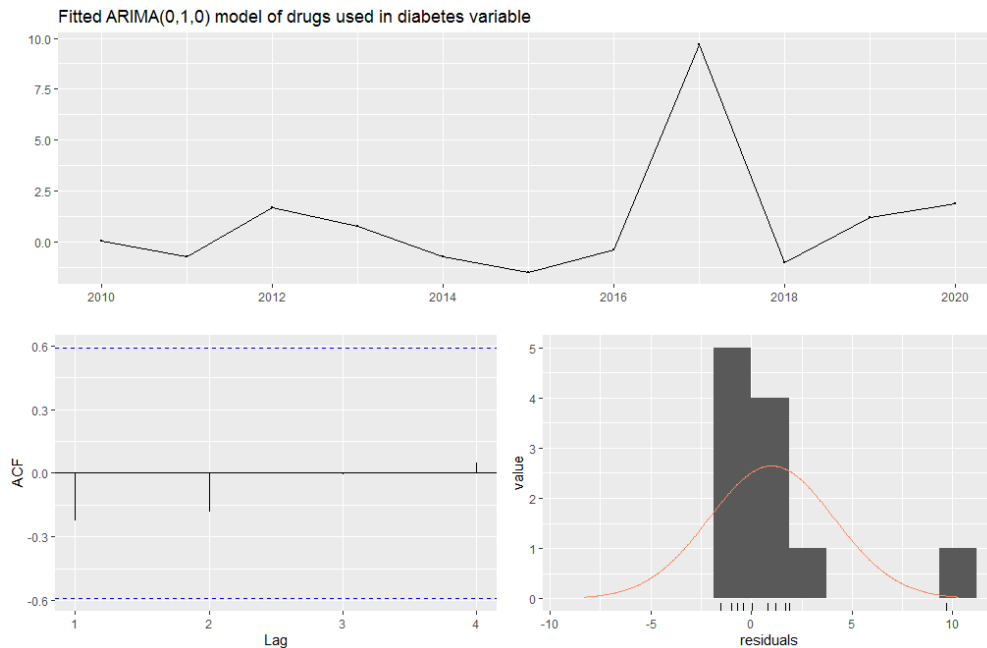 Fitted ARIMA(0,1,0) model of drugs used in diabetes variable
10.0
7.5
5.0
2.5
0.0
2010 2012 2014 2016 2018 2020
0.6
0.3
0.0
-0.3
-0.6
ACF
1 2 3 4
Lag
5
4
3
2
1
0
value
-10 -5 0 5 10
residuals